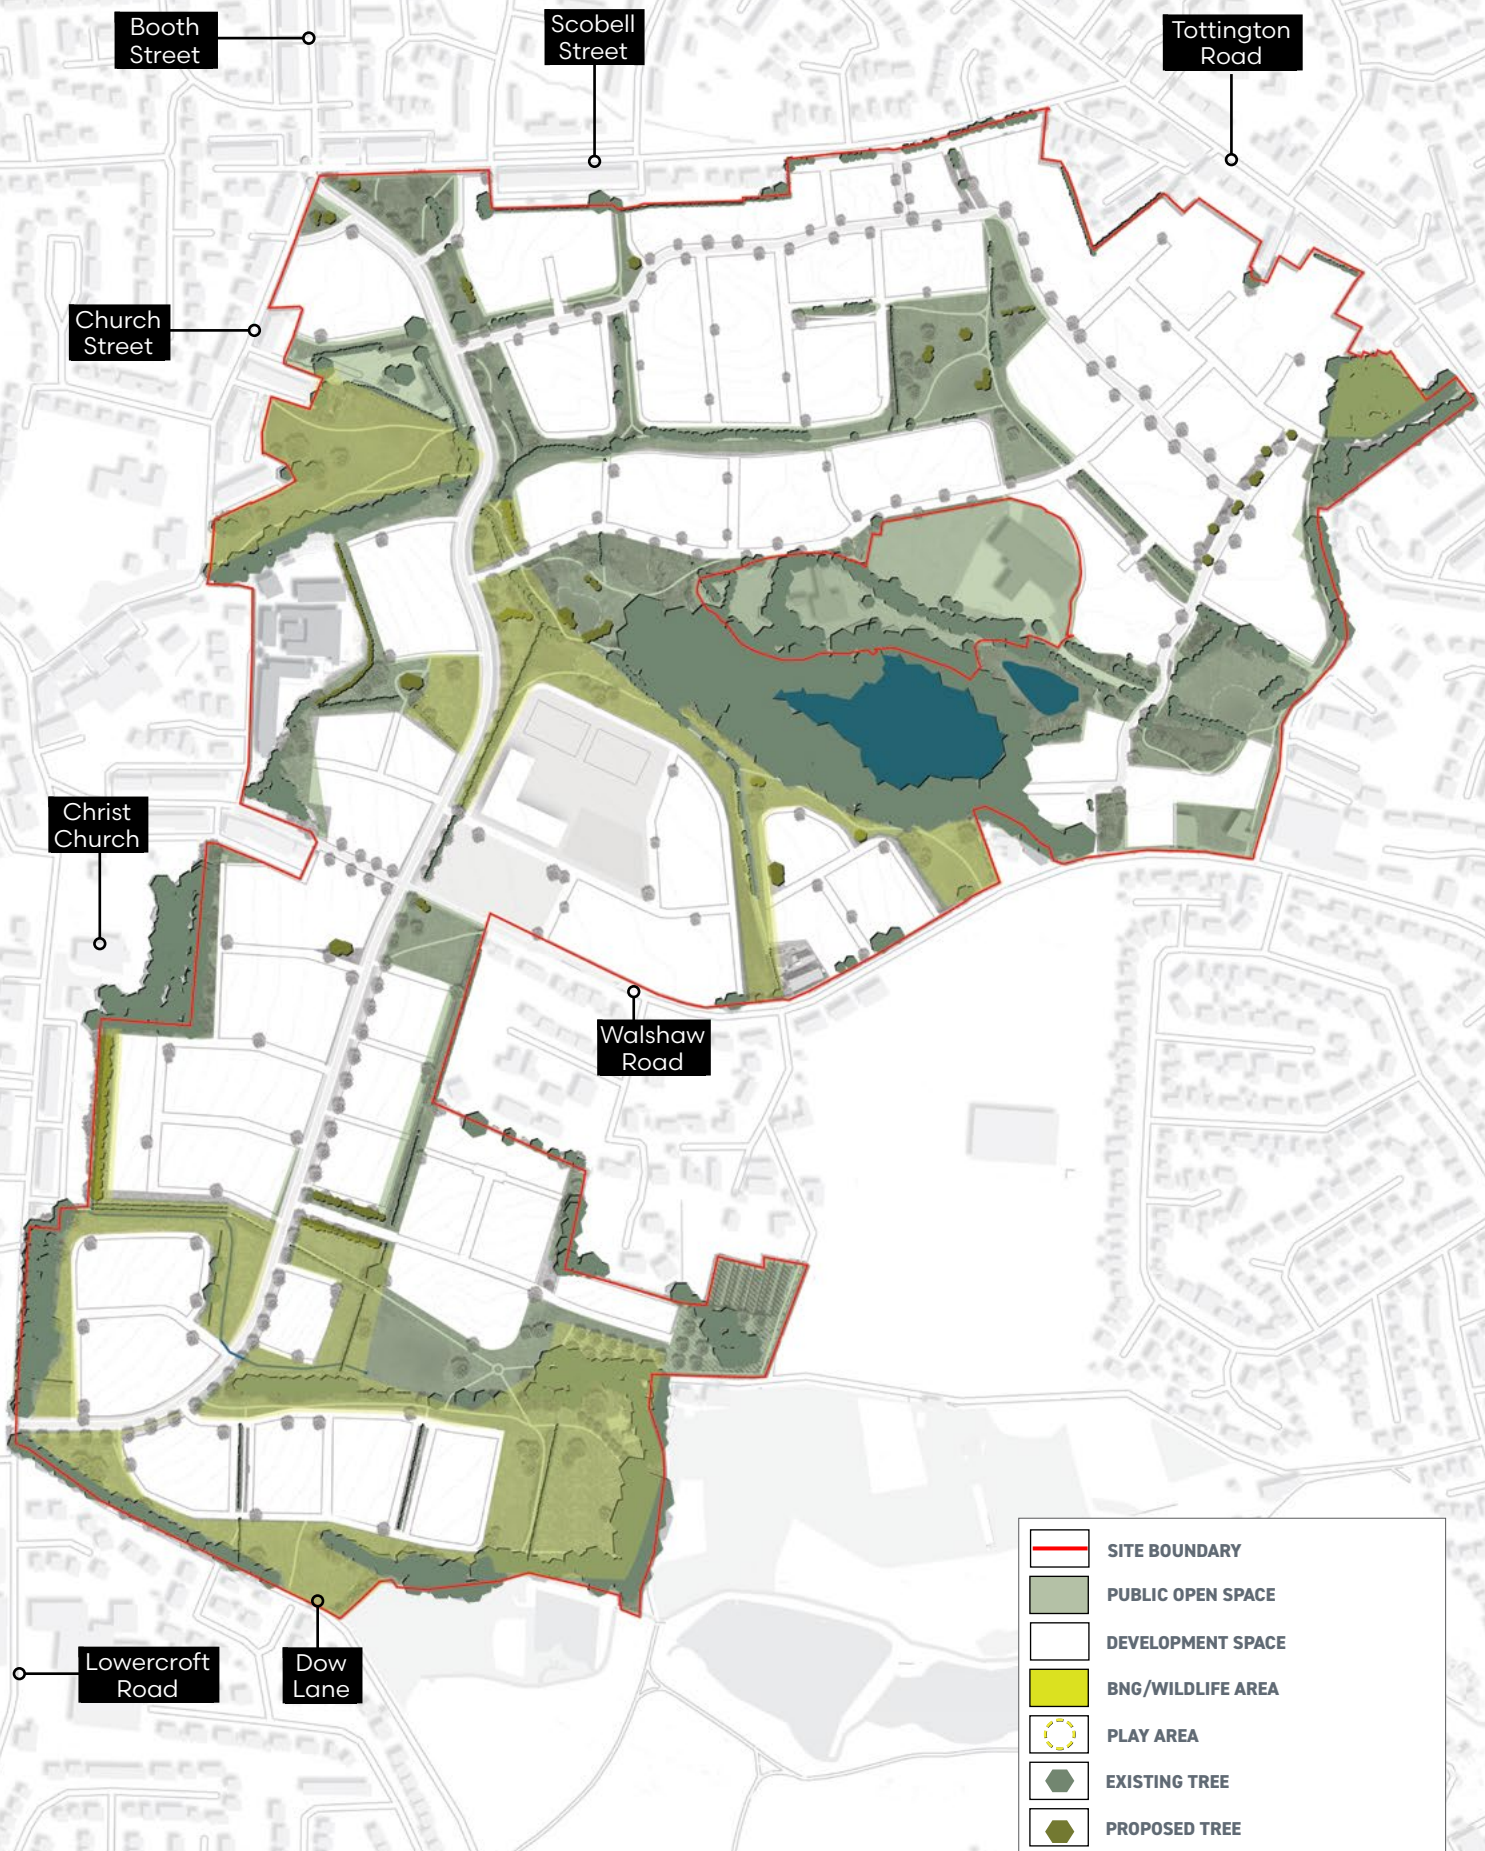 Booth
Street
Scobell
Street
Tottington
Road
Church
Street
Christ
Church
Walshaw
Road
Lowercroft
Road
Dow
Lane
SITE BOUNDARY
PUBLIC OPEN SPACE
DEVELOPMENT SPACE
BNG/WILDLIFE AREA
PLAY AREA
EXISTING TREE
PROPOSED TREE